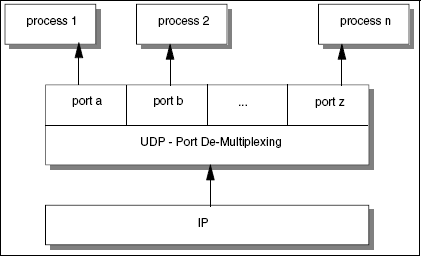 process 1 process 2 process n
port a port b ... port z
UDP - Port De-Multiplexing
IP